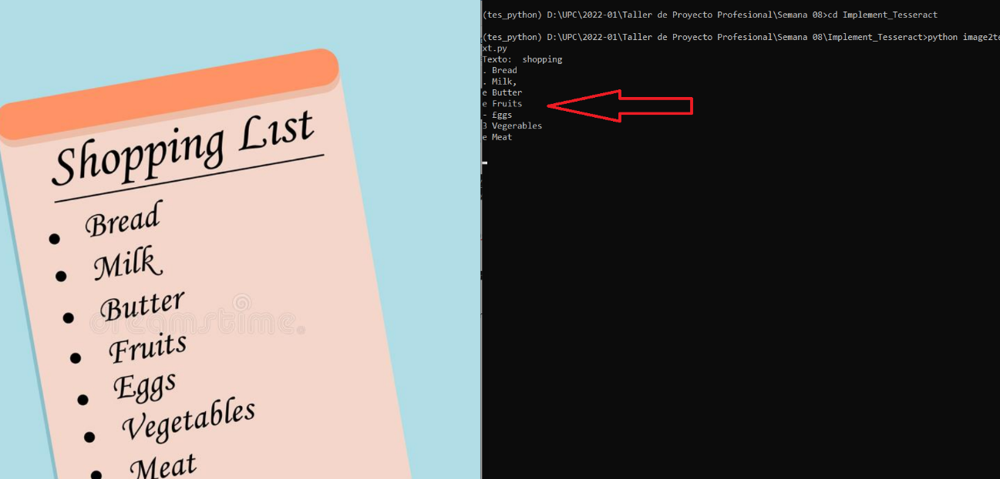 Shopping List
• Bread
• Milk
• Butter
• Fruits
• Eggs
• Vegetables
• Meat
dreamstime.
(tes_python) D:\UPC\2022-01\Taller de Proyecto Profesional\Semana 08>cd Implement_Tesseract
(tes_python) D:\UPC\2022-01\Taller de Proyecto Profesional\Semana 08\Implement_Tesseract>python image2te
xt.py
Texto:  shopping
. Bread
. Milk,
e Butter
e Fruits
- £ggs
3 Vegerables
e Meat